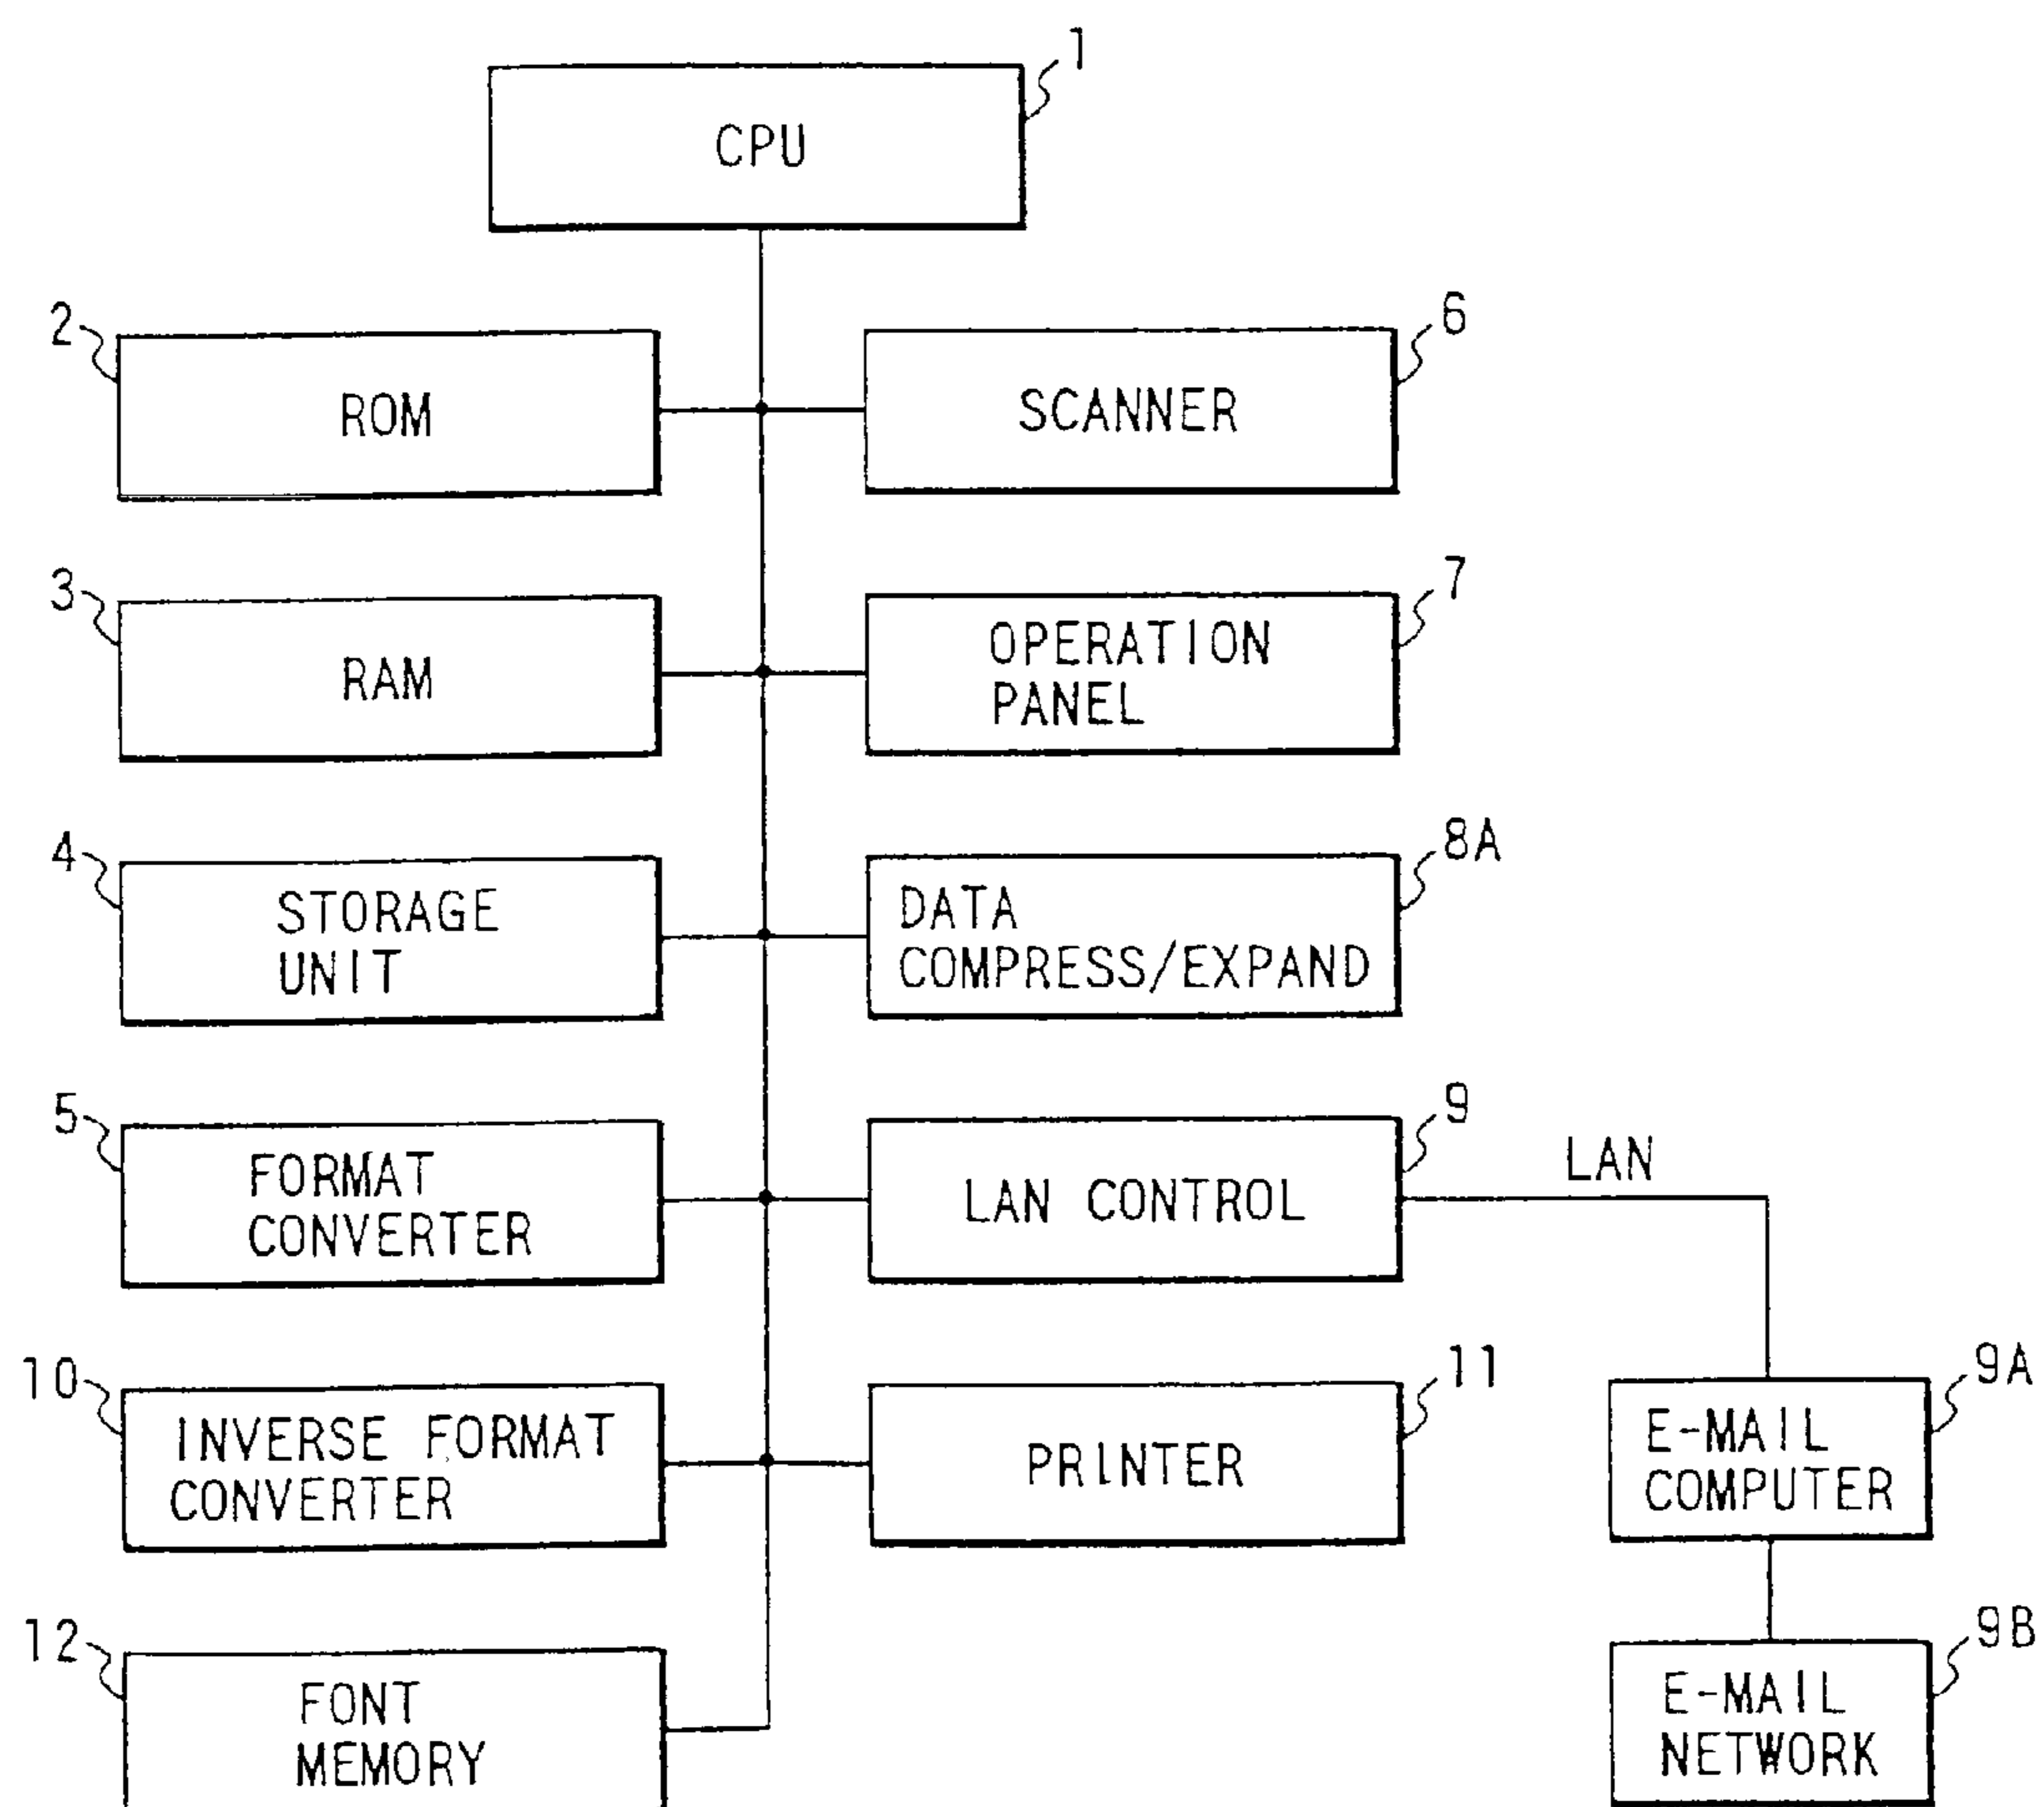 1
CPU
2
ROM
6
SCANNER
3
RAM
7
OPERATION
PANEL
4
STORAGE
UNIT
8A
DATA
COMPRESS/EXPAND
5
FORMAT
CONVERTER
9
LAN CONTROL
LAN
10
INVERSE FORMAT
CONVERTER
11
PRINTER
9A
E-MAIL
COMPUTER
12
FONT
MEMORY
9B
E-MAIL
NETWORK